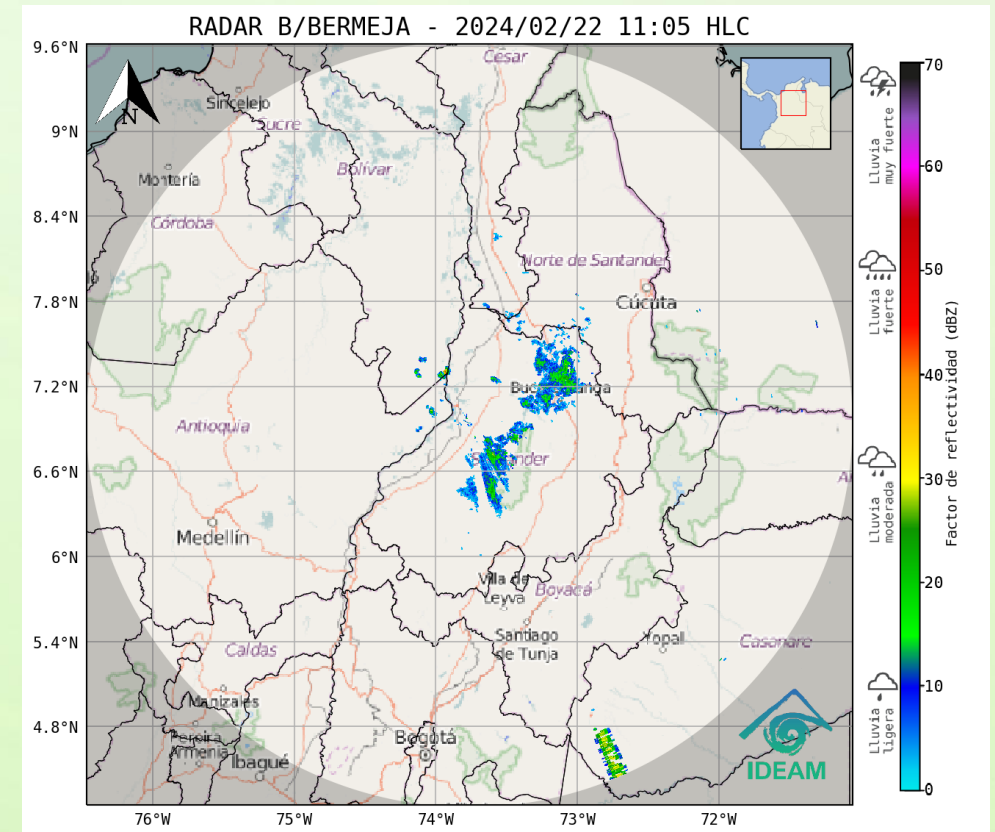 RADAR B/BERMEJA - 2024/02/22 11:05 HLC
9.6°N
9°N
8.4°N
7.8°N
7.2°N
6.6°N
6°N
5.4°N
4.8°N
76°W
75°W
74°W
73°W
72°W
N
Cesar
Sincelejo
Sucre
Bolívar
Montería
Córdoba
Norte de Santander
Cúcuta
Antioquia
Medellín
Villa de
Leyva
Boyacá
Santiago
de Tunja
Yopal
Casanare
Caldas
Manizales
Pereira
Armenia
Ibagué
Bogotá
IDEAM
Lluvia
muy fuerte
Lluvia
fuerte
Lluvia
moderada
Lluvia
ligera
70
60
50
40
30
20
10
0
Factor de reflectividad (dBZ)